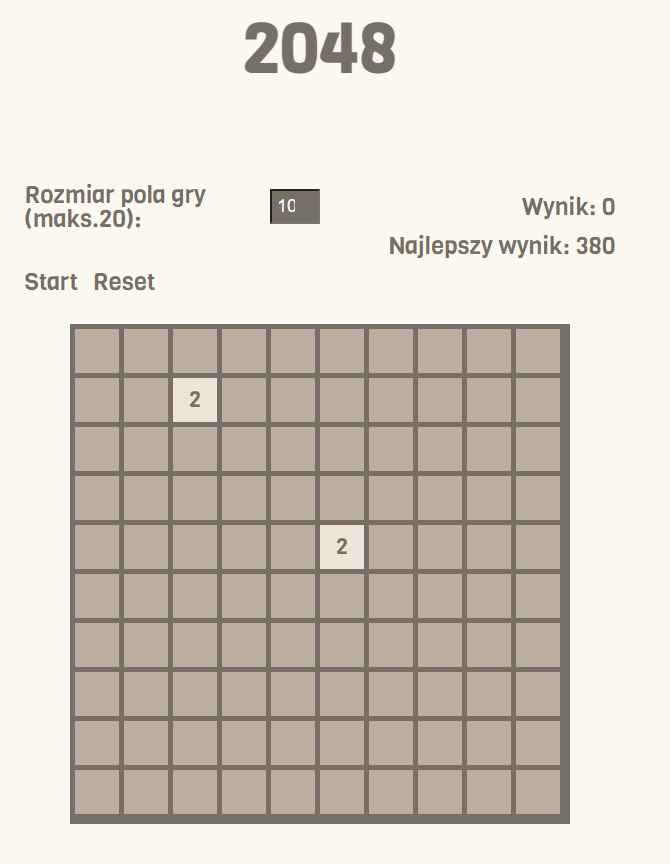 2048
Rozmiar pola gry
(maks.20):
10
Wynik: 0
Najlepszy wynik: 380
Start Reset
2
2